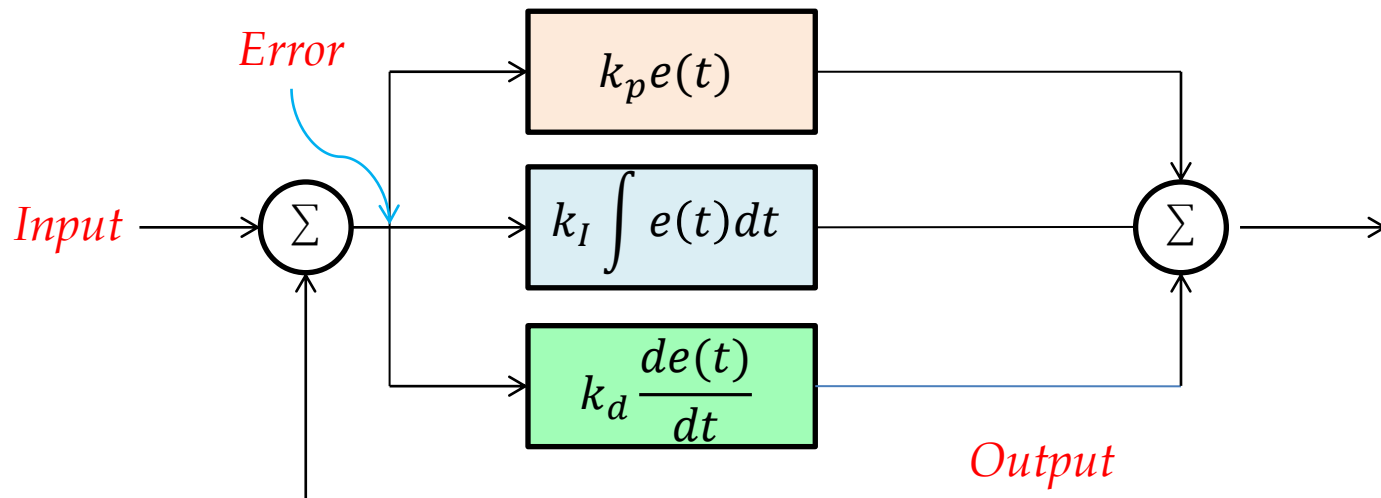 Error
k_p e(t)
Input
Σ
k_I ∫ e(t)dt
Σ
k_d de(t)/dt
Output